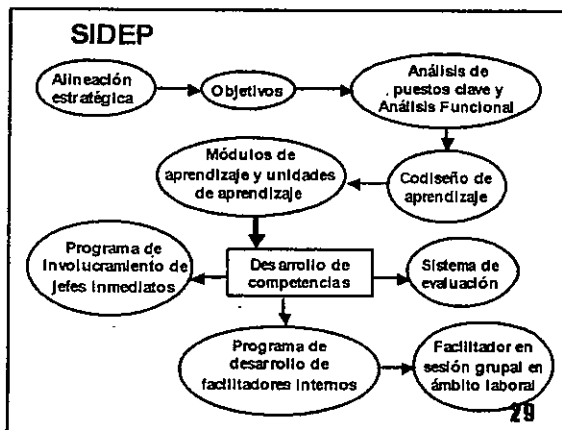 SIDEP
Alineación
estratégica
Objetivos
Análisis de
puestos clave y
Análisis Funcional
Módulos de
aprendizaje y unidades
de aprendizaje
Codiseño de
aprendizaje
Programa de
Involucramiento de
jefes inmediatos
Desarrollo de
competencias
Sistema de
evaluación
Programa de
desarrollo de
facilitadores internos
Facilitador en
sesión grupal en
ámbito laboral
29